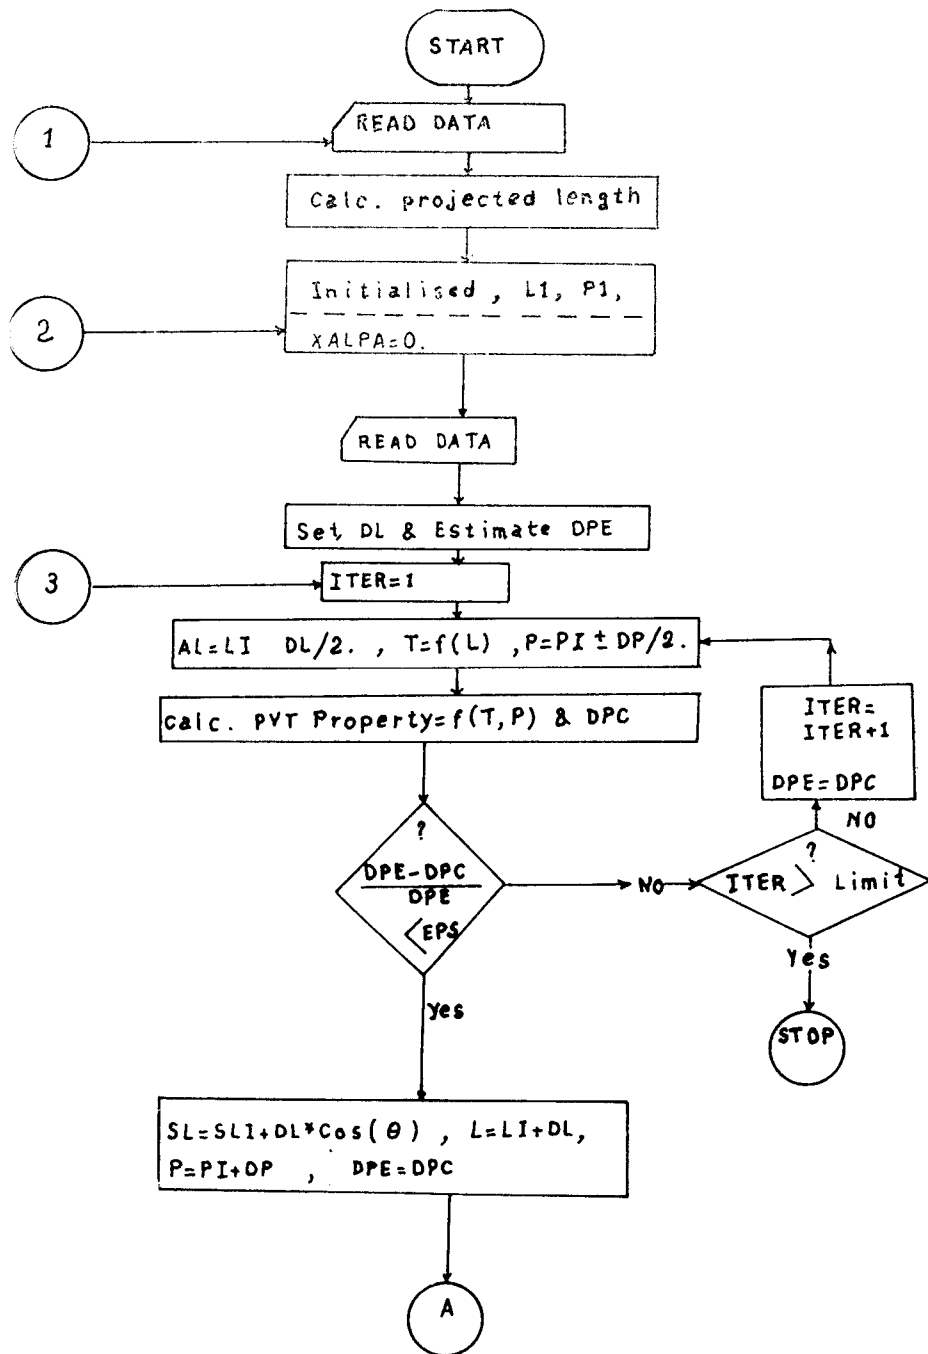 START
1
READ DATA
Calc. projected length
Initialised , L1, P1,
2
XALPA=0.
READ DATA
Set DL & Estimate DPE
3
ITER=1
AL=LI DL/2. , T=f(L) , P=PI ± DP/2.
Calc. PVT Property=f(T,P) & DPC
ITER=
ITER+1
DPE=DPC
NO
?
DPE-DPC
DPE
<EPS
NO
?
ITER > Limit
Yes
STOP
Yes
SL=SLI+DL*Cos(θ) , L=LI+DL,
P=PI+DP , DPE=DPC
A